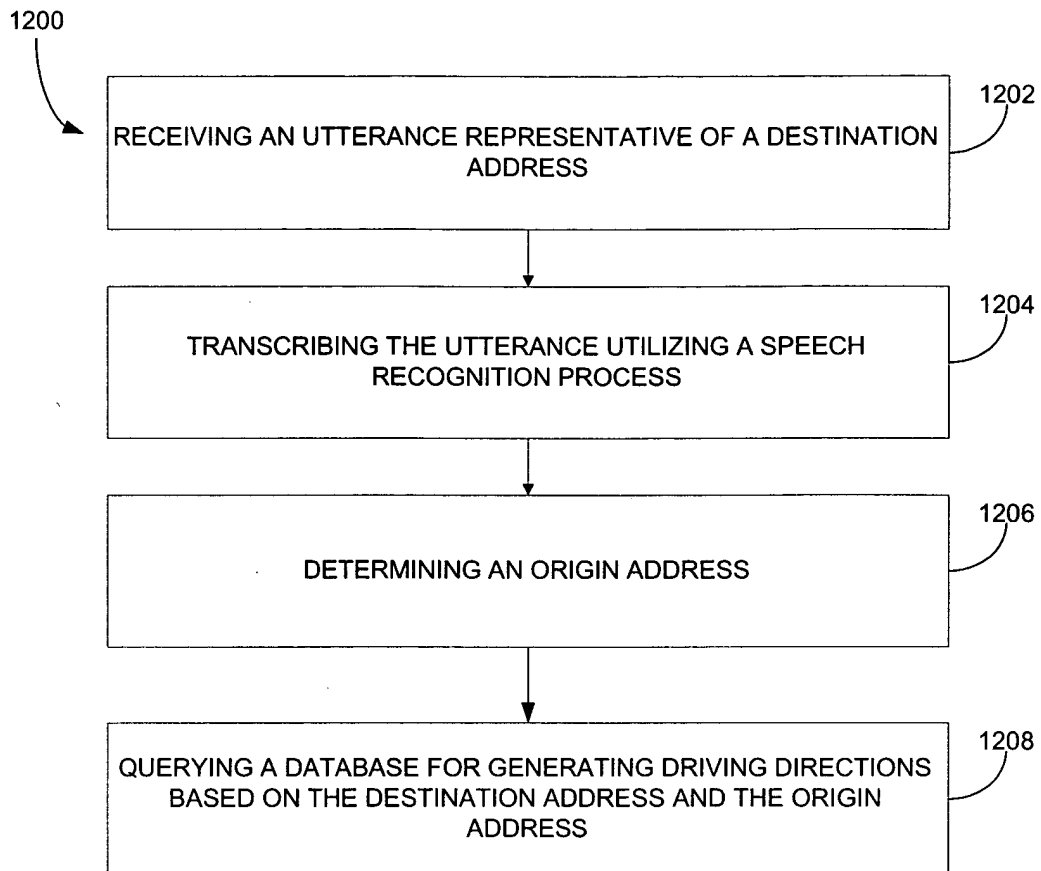 1200
1202
RECEIVING AN UTTERANCE REPRESENTATIVE OF A DESTINATION
ADDRESS
1204
TRANSCRIBING THE UTTERANCE UTILIZING A SPEECH
RECOGNITION PROCESS
1206
DETERMINING AN ORIGIN ADDRESS
1208
QUERYING A DATABASE FOR GENERATING DRIVING DIRECTIONS
BASED ON THE DESTINATION ADDRESS AND THE ORIGIN
ADDRESS